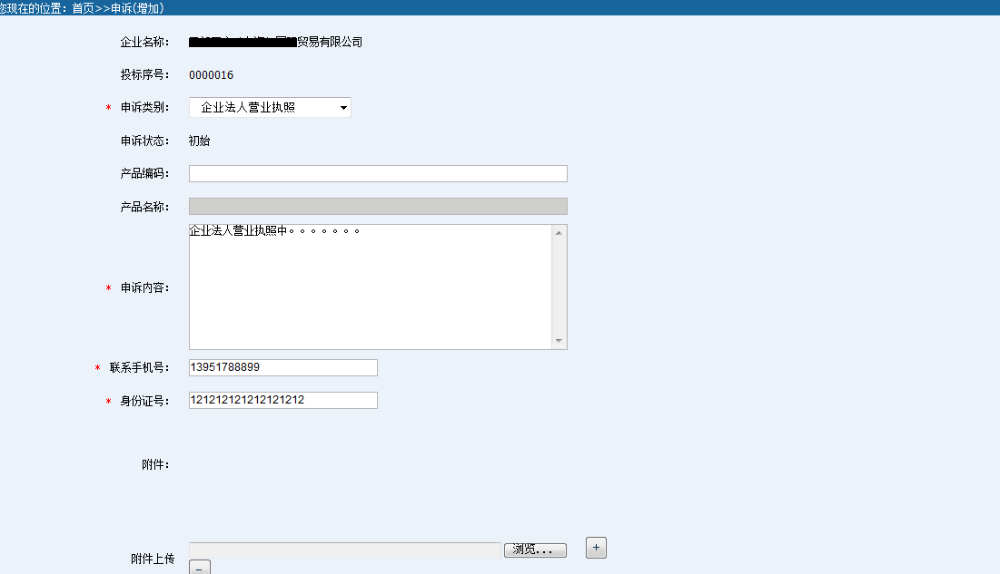 您现在的位置：首页>>申诉(增加)
企业名称： 贸易有限公司
投标序号： 0000016
* 申诉类别： 企业法人营业执照
申诉状态： 初始
产品编码：
产品名称：
* 申诉内容： 企业法人营业执照中。。。。。。。
* 联系手机号： 13951788899
* 身份证号： 121212121212121212
附件：
附件上传 浏览... +
-